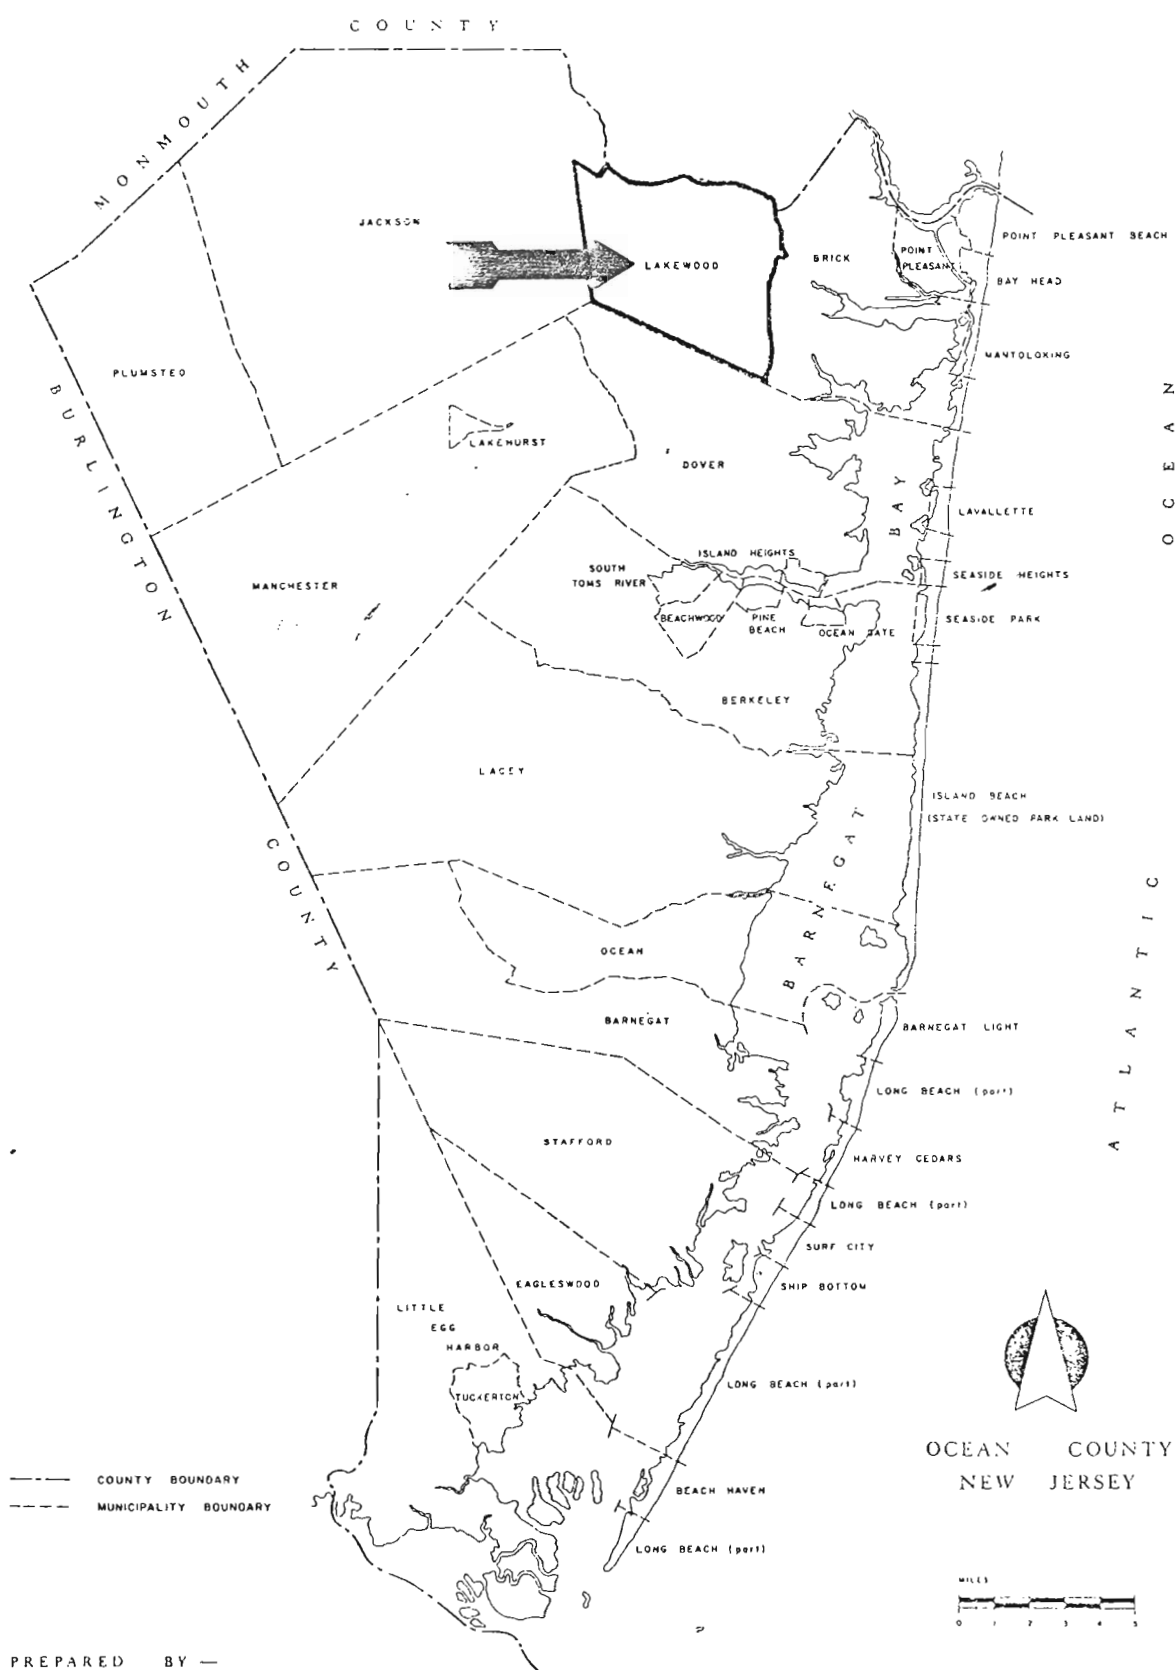 COUNTY
MONMOUTH
JACKSON
LAKEWOOD
BRICK
POINT
PLEASANT
POINT PLEASANT BEACH
BAY HEAD
MANTOLOKING
PLUMSTED
BURLINGTON
LAKEHURST
DOVER
BAY
OCEAN
LAVALLETTE
ISLAND HEIGHTS
SOUTH
TOMS RIVER
SEASIDE HEIGHTS
MANCHESTER
BEACHWOOD
PINE
BEACH
OCEAN GATE
SEASIDE PARK
BERKELEY
LACEY
ISLAND BEACH
(STATE OWNED PARK LAND)
COUNTY
BARNEGAT
ATLANTIC
OCEAN
BARNEGAT
BARNEGAT LIGHT
LONG BEACH (part)
STAFFORD
HARVEY CEDARS
LONG BEACH (part)
SURF CITY
EAGLESWOOD
SHIP BOTTOM
LITTLE
EGG
HARBOR
TUCKERTON
LONG BEACH (part)
OCEAN COUNTY
NEW JERSEY
COUNTY BOUNDARY
MUNICIPALITY BOUNDARY
BEACH HAVEN
LONG BEACH (part)
MILES
0 1 2 3 4 5
PREPARED BY —